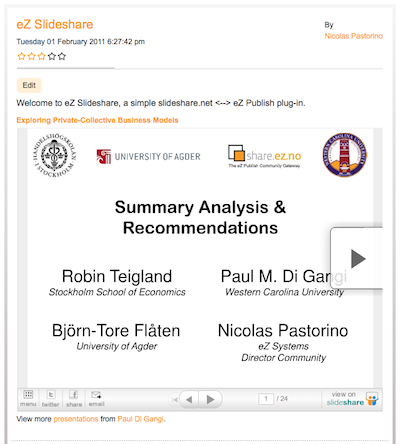 eZ Slideshare
By
Tuesday 01 February 2011 6:27:42 pm
Nicolas Pastorino
Edit
Welcome to eZ Slideshare, a simple slideshare.net <--> eZ Publish plug-in.
Exploring Private-Collective Business Models
HANDELSHÖGSKOLAN I STOCKHOLM
UNIVERSITY OF AGDER
share.ez.no
The eZ Publish Community Gateway
WESTERN CAROLINA UNIVERSITY
Summary Analysis &
Recommendations
Robin Teigland
Paul M. Di Gangi
Stockholm School of Economics
Western Carolina University
Björn-Tore Flåten
Nicolas Pastorino
University of Agder
eZ Systems
Director Community
menu
twitter
share
email
1 / 24
view on
slideshare
View more presentations from Paul Di Gangi.